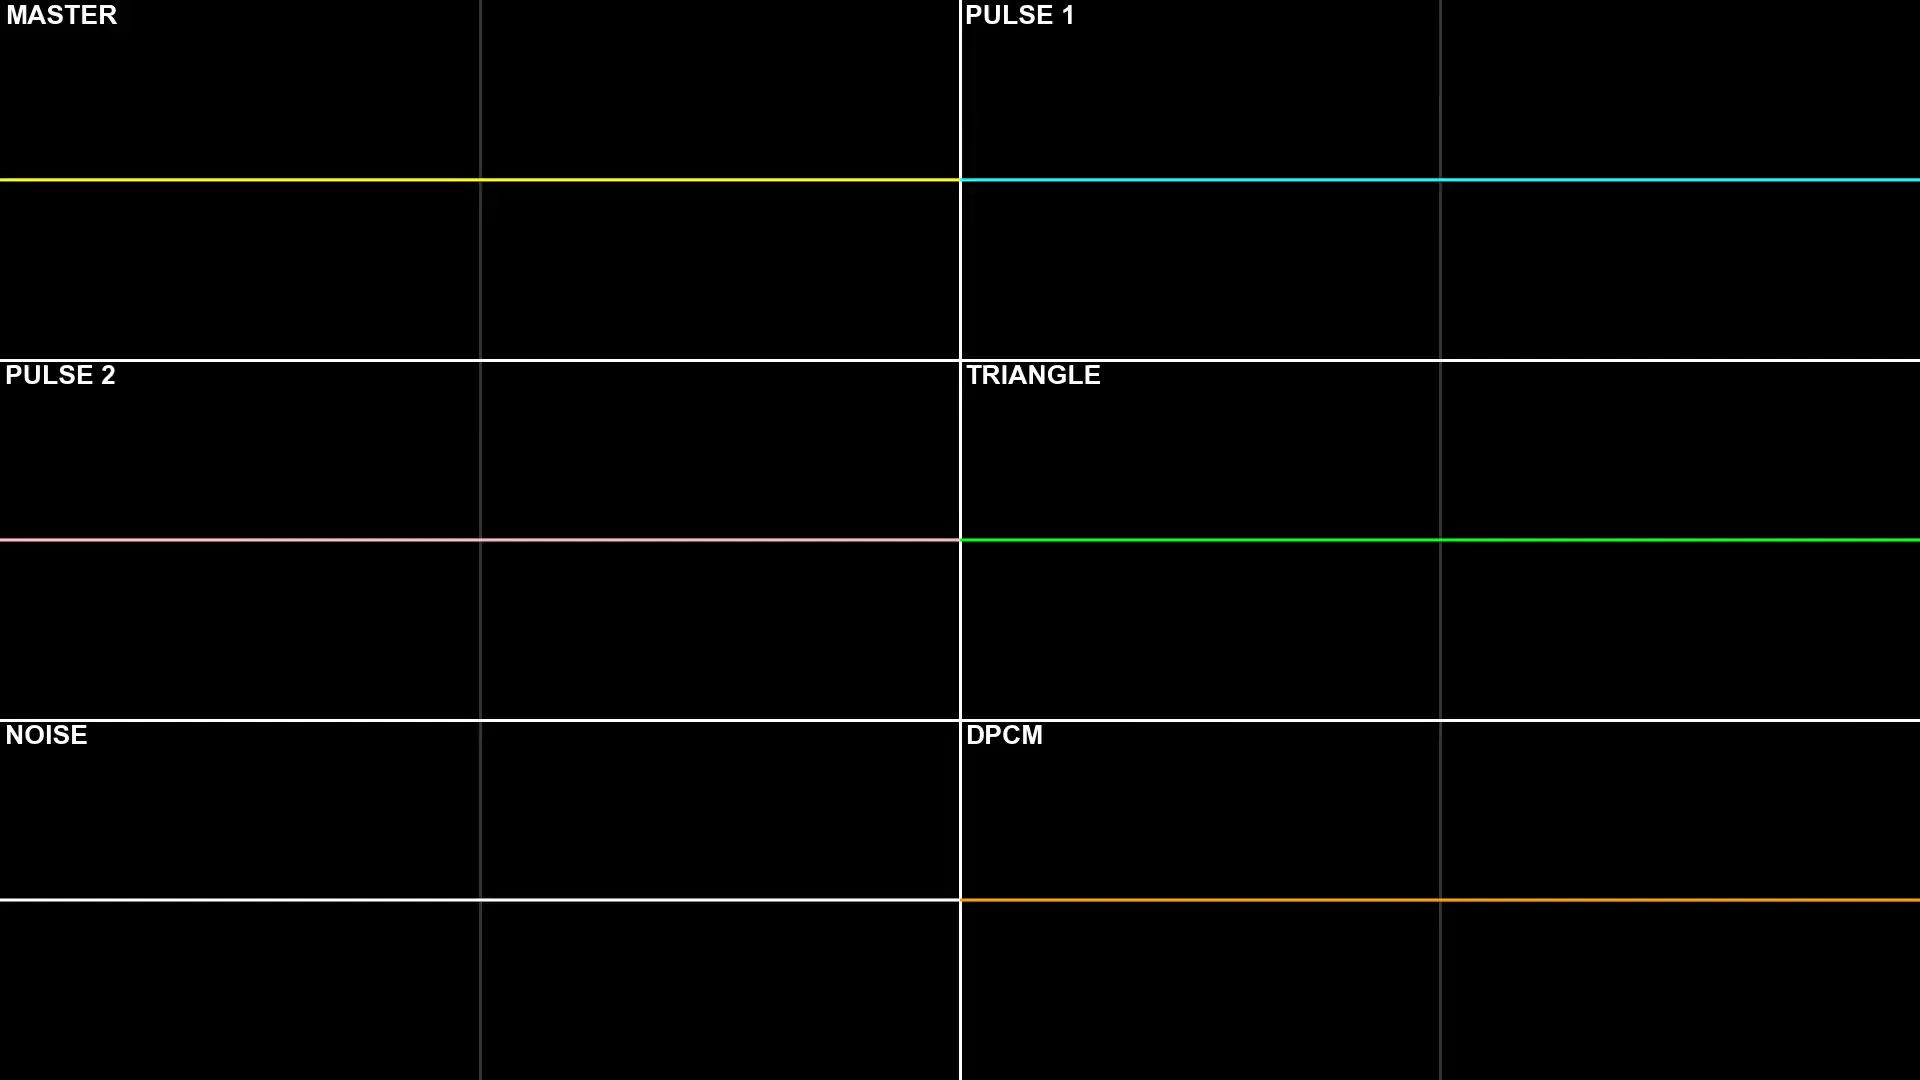 MASTER
PULSE 1
PULSE 2
TRIANGLE
NOISE
DPCM